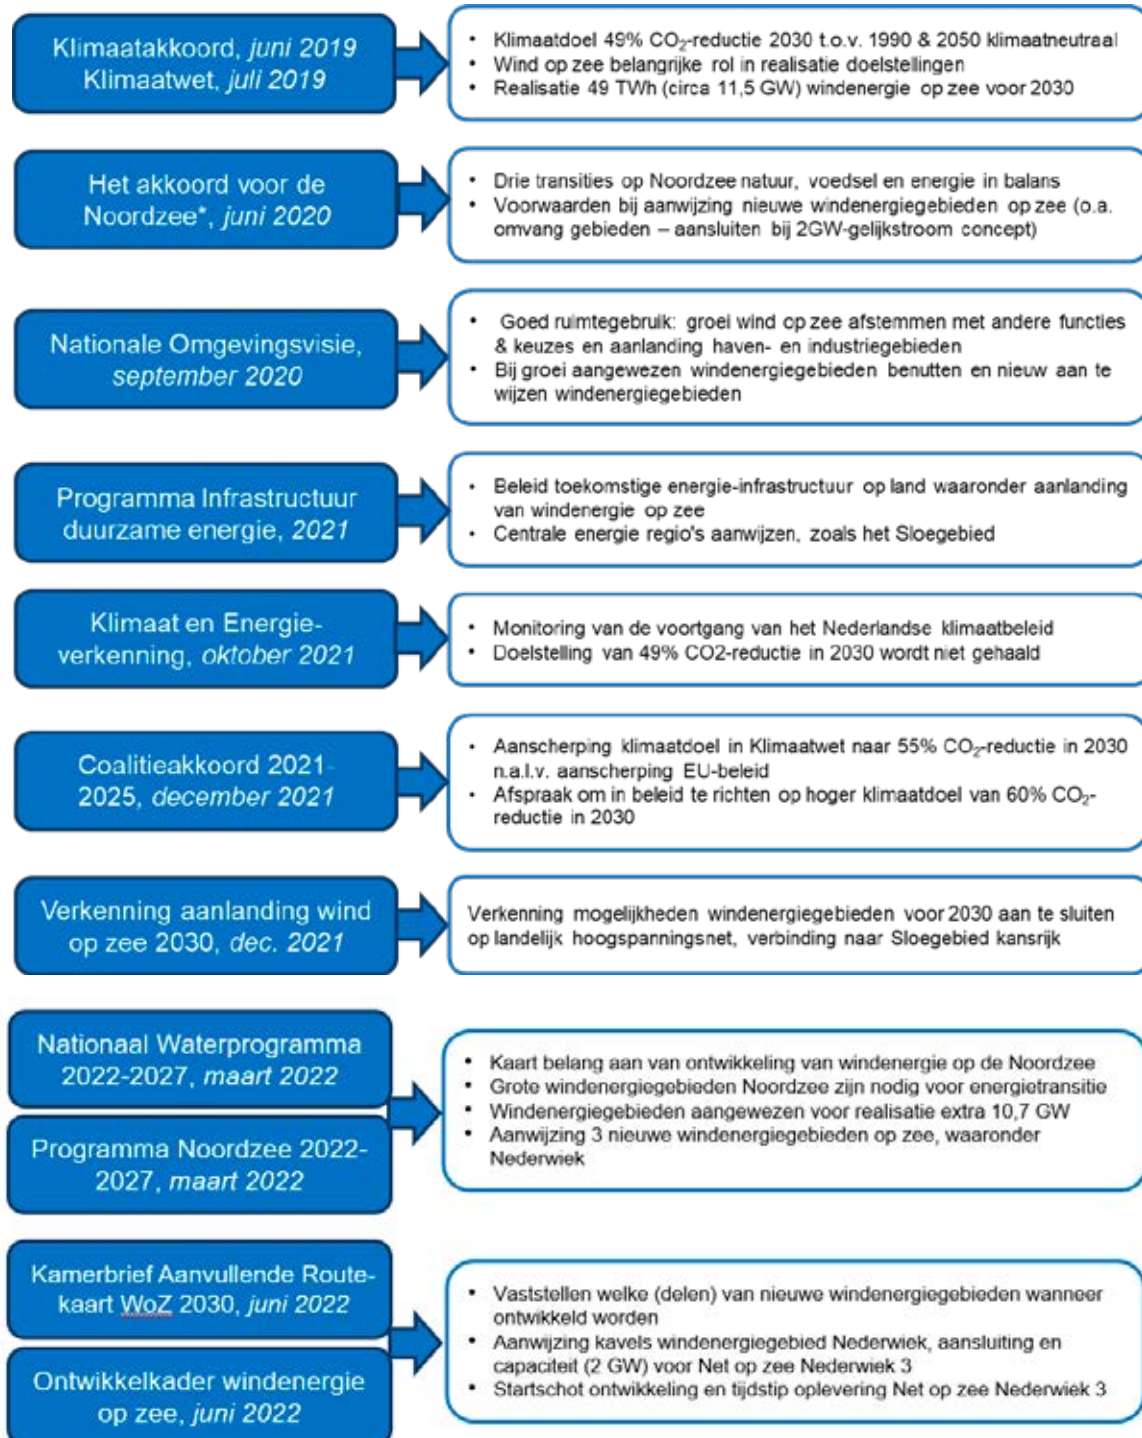 Klimaatakkoord, juni 2019
Klimaatwet, juli 2019
• Klimaatdoel 49% CO₂-reductie 2030 t.o.v. 1990 & 2050 klimaatneutraal
• Wind op zee belangrijke rol in realisatie doelstellingen
• Realisatie 49 TWh (circa 11,5 GW) windenergie op zee voor 2030
Het akkoord voor de
Noordzee*, juni 2020
• Drie transities op Noordzee natuur, voedsel en energie in balans
• Voorwaarden bij aanwijzing nieuwe windenergiegebieden op zee (o.a.
omvang gebieden – aansluiten bij 2GW-gelijkstroom concept)
Nationale Omgevingsvisie,
september 2020
• Goed ruimtegebruik: groei wind op zee afstemmen met andere functies
& keuzes en aanlanding haven- en industriegebieden
• Bij groei aangewezen windenergiegebieden benutten en nieuw aan te
wijzen windenergiegebieden
Programma Infrastructuur
duurzame energie, 2021
• Beleid toekomstige energie-infrastructuur op land waaronder aanlanding
van windenergie op zee
• Centrale energie regio's aanwijzen, zoals het Sloegebied
Klimaat en Energie-
verkenning, oktober 2021
• Monitoring van de voortgang van het Nederlandse klimaatbeleid
• Doelstelling van 49% CO2-reductie in 2030 wordt niet gehaald
Coalitieakkoord 2021-
2025, december 2021
• Aanscherping klimaatdoel in Klimaatwet naar 55% CO₂-reductie in 2030
n.a.l.v. aanscherping EU-beleid
• Afspraak om in beleid te richten op hoger klimaatdoel van 60% CO₂-
reductie in 2030
Verkenning aanlanding wind
op zee 2030, dec. 2021
Verkenning mogelijkheden windenergiegebieden voor 2030 aan te sluiten
op landelijk hoogspanningsnet, verbinding naar Sloegebied kansrijk
Nationaal Waterprogramma
2022-2027, maart 2022
Programma Noordzee 2022-
2027, maart 2022
• Kaart belang aan van ontwikkeling van windenergie op de Noordzee
• Grote windenergiegebieden Noordzee zijn nodig voor energietransitie
• Windenergiegebieden aangewezen voor realisatie extra 10,7 GW
• Aanwijzing 3 nieuwe windenergiegebieden op zee, waaronder
Nederwiek
Kamerbrief Aanvullende Route-
kaart WoZ 2030, juni 2022
Ontwikkelkader windenergie
op zee, juni 2022
• Vaststellen welke (delen) van nieuwe windenergiegebieden wanneer
ontwikkeld worden
• Aanwijzing kavels windenergiegebied Nederwiek, aansluiting en
capaciteit (2 GW) voor Net op zee Nederwiek 3
• Startschot ontwikkeling en tijdstip oplevering Net op zee Nederwiek 3